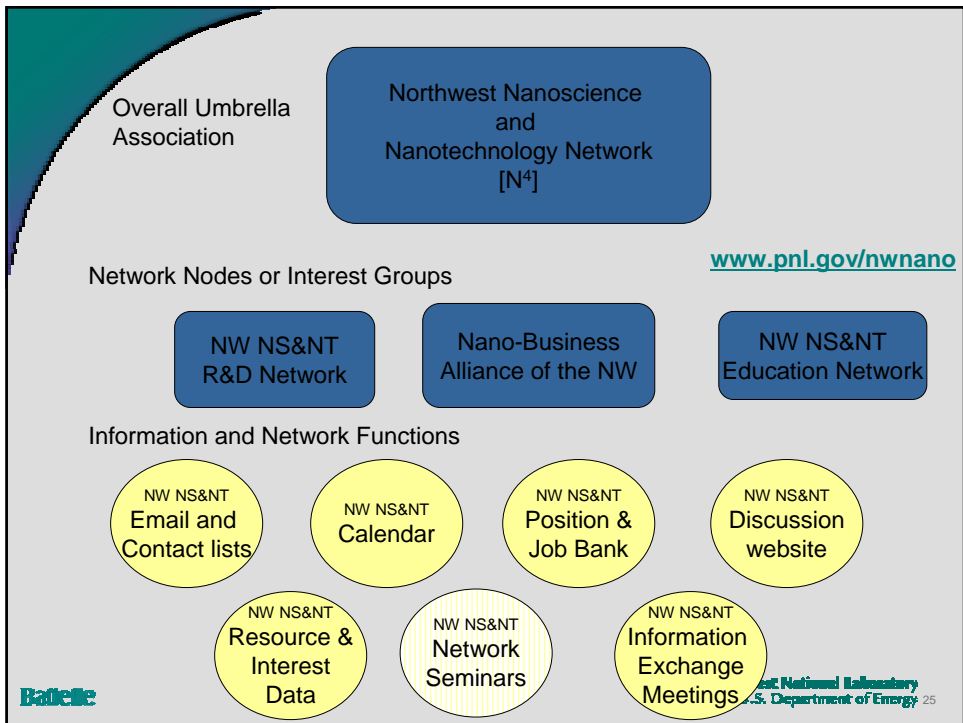 Overall Umbrella
Association
Northwest Nanoscience
and
Nanotechnology Network
[N⁴]
www.pnl.gov/nwnano
Network Nodes or Interest Groups
NW NS&NT
R&D Network
Nano-Business
Alliance of the NW
NW NS&NT
Education Network
Information and Network Functions
NW NS&NT
Email and
Contact lists
NW NS&NT
Calendar
NW NS&NT
Position &
Job Bank
NW NS&NT
Discussion
website
NW NS&NT
Resource &
Interest
Data
NW NS&NT
Network
Seminars
NW NS&NT
Information
Exchange
Meetings
Battelle
National Laboratory
.S. Department of Energy 25